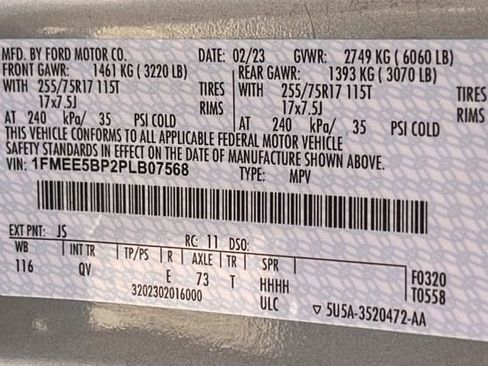 MFD. BY FORD MOTOR CO. DATE: 02/23 GVWR: 2749 KG ( 6060 LB)
FRONT GAWR: 1461 KG ( 3220 LB) REAR GAWR: 1393 KG ( 3070 LB)
WITH 255/75R17 115T TIRES WITH 255/75R17 115T TIRES
17x7.5J RIMS 17x7.5J RIMS
AT 240 kPa/ 35 PSI COLD AT 240 kPa/ 35 PSI COLD
THIS VEHICLE CONFORMS TO ALL APPLICABLE FEDERAL MOTOR VEHICLE
SAFETY STANDARDS IN EFFECT ON THE DATE OF MANUFACTURE SHOWN ABOVE.
VIN: 1FMEE5BP2PLB07568 TYPE: MPV
EXT PNT: JS RC: 11 DSO:
WB INT TR TP/PS R AXLE TR SPR F0320
116 QV E 73 T HHHH T0558
3202302016000 ULC ▽ 5U5A-3520472-AA